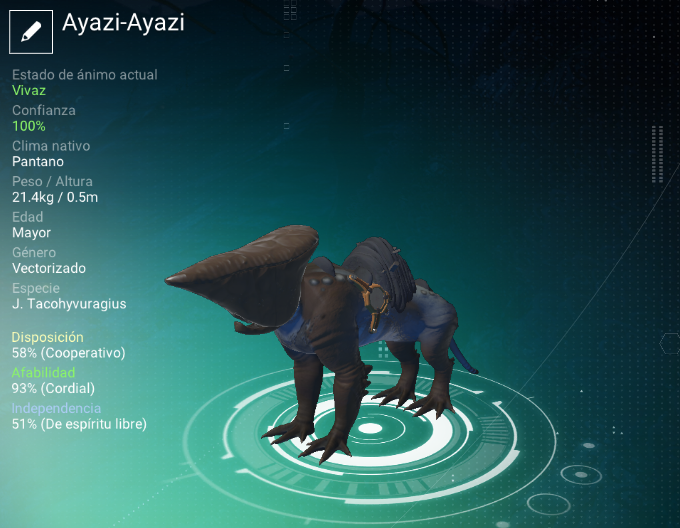 Ayazi-Ayazi
Estado de ánimo actual
Vivaz
Confianza
100%
Clima nativo
Pantano
Peso / Altura
21.4kg / 0.5m
Edad
Mayor
Género
Vectorizado
Especie
J. Tacohyvuragius
Disposición
58% (Cooperativo)
Afabilidad
93% (Cordial)
Independencia
51% (De espíritu libre)